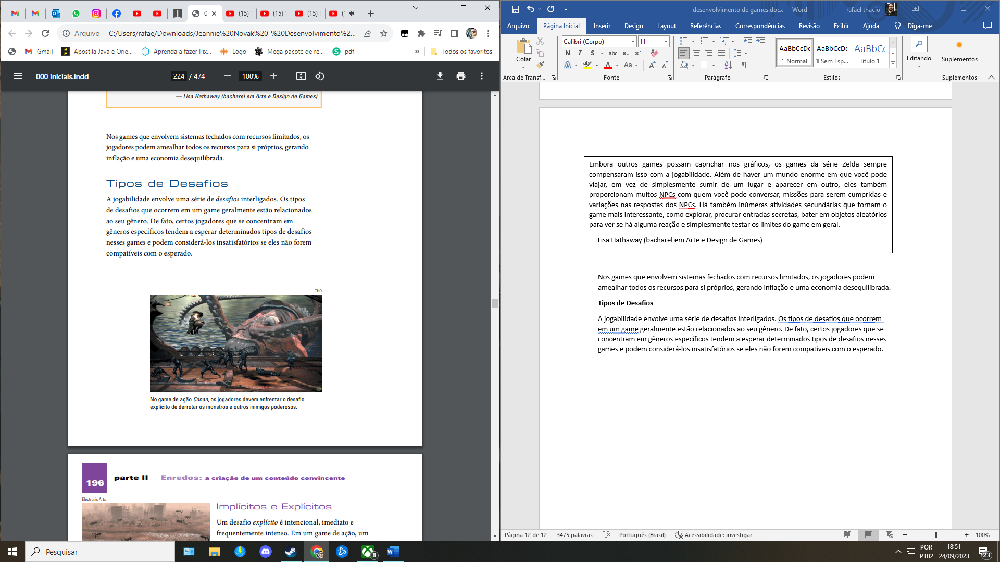 0
(15)
(15)
(15)
(
Arquivo
C:/Users/rafae/Downloads/Jeannie%20Novak%20-%20Desenvolvimento%2...
Gmail
Apostila Java e Orie...
Aprenda a fazer Pix...
Logo
Mega pacote de re...
pdf
»
Todos os favoritos
000 iniciais.indd
224 / 474
100%
— Lisa Hathaway (bacharel em Arte e Design de Games)
Nos games que envolvem sistemas fechados com recursos limitados, os
jogadores podem amealhar todos os recursos para si próprios, gerando
inflação e uma economia desequilibrada.
Tipos de Desafios
A jogabilidade envolve uma série de desafios interligados. Os tipos
de desafios que ocorrem em um game geralmente estão relacionados
ao seu gênero. De fato, certos jogadores que se concentram em
gêneros específicos tendem a esperar determinados tipos de desafios
nesses games e podem considerá-los insatisfatórios se eles não forem
compatíveis com o esperado.
THQ
No game de ação Conan, os jogadores devem enfrentar o desafio
explícito de derrotar os monstros e outros inimigos poderosos.
196
parte II
Enredos: a criação de um conteúdo convincente
Electronic Arts
Implícitos e Explícitos
Um desafio explícito é intencional, imediato e
frequentemente intenso. Em um game de ação, um
desenvolvimento de games.docx - Word
rafael thacio
Arquivo
Página Inicial
Inserir
Design
Layout
Referências
Correspondências
Revisão
Exibir
Ajuda
Diga-me
Colar
Calibri (Corpo)
11
N I S abc x₂ x²
A
ab
A
Aa
A
A
AaBbCcDc
¶ Normal
AaBbCcDc
¶ Sem Esp...
AaBbCc
Título 1
Editando
Suplementos
Área de Transf...
Fonte
Parágrafo
Estilos
Suplementos
Embora outros games possam caprichar nos gráficos, os games da série Zelda sempre
compensaram isso com a jogabilidade. Além de haver um mundo enorme em que você pode
viajar, em vez de simplesmente sumir de um lugar e aparecer em outro, eles também
proporcionam muitos NPCs com quem você pode conversar, missões para serem cumpridas e
variações nas respostas dos NPCs. Há também inúmeras atividades secundárias que tornam o
game mais interessante, como explorar, procurar entradas secretas, bater em objetos aleatórios
para ver se há alguma reação e simplesmente testar os limites do game em geral.
— Lisa Hathaway (bacharel em Arte e Design de Games)
Nos games que envolvem sistemas fechados com recursos limitados, os jogadores podem
amealhar todos os recursos para si próprios, gerando inflação e uma economia desequilibrada.
Tipos de Desafios
A jogabilidade envolve uma série de desafios interligados. Os tipos de desafios que ocorrem
em um game geralmente estão relacionados ao seu gênero. De fato, certos jogadores que se
concentram em gêneros específicos tendem a esperar determinados tipos de desafios nesses
games e podem considerá-los insatisfatórios se eles não forem compatíveis com o esperado.
Página 12 de 12
3475 palavras
Português (Brasil)
Acessibilidade: investigar
100%
Pesquisar
8
POR
PTB2
18:51
24/09/2023
23